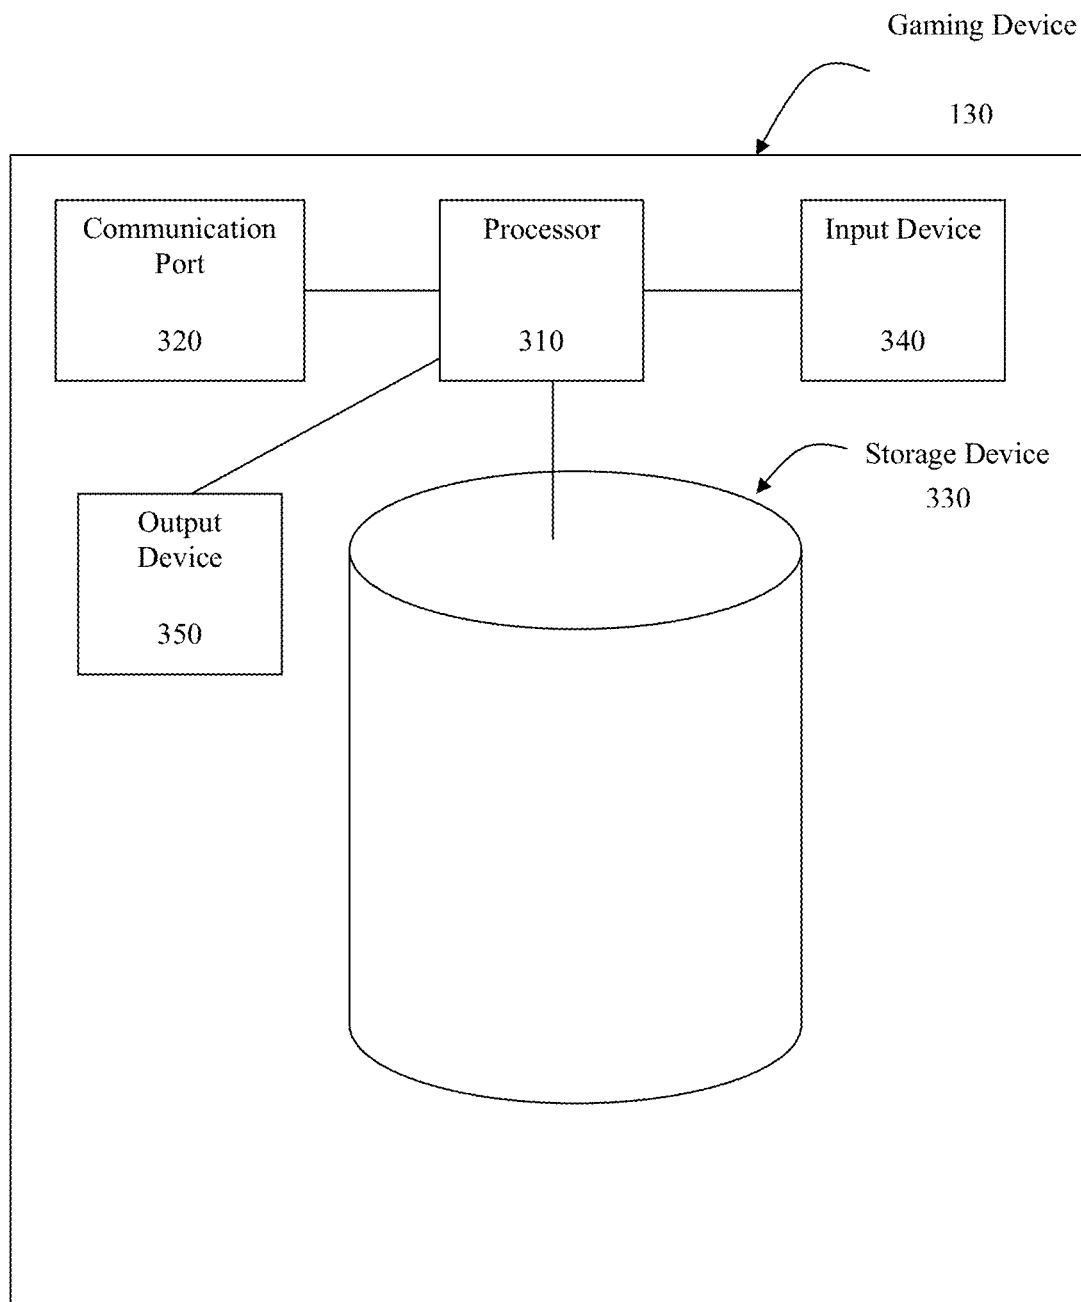 Gaming Device
130
Communication
Port
320
Processor
310
Input Device
340
Storage Device
330
Output
Device
350